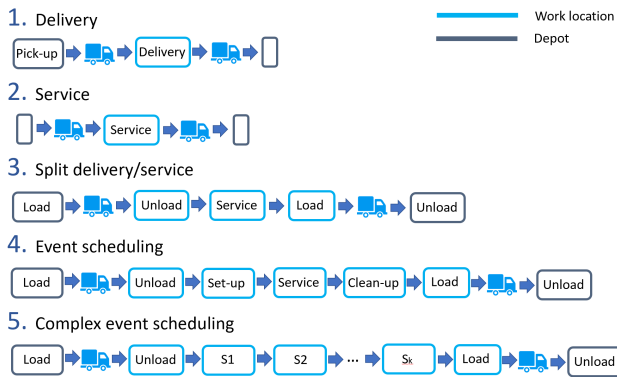 1. Delivery
Work location
Depot
Pick-up Delivery
2. Service
Service
3. Split delivery/service
Load Unload Service Load Unload
4. Event scheduling
Load Unload Set-up Service Clean-up Load Unload
5. Complex event scheduling
Load Unload S1 S2 ... Sk Load Unload